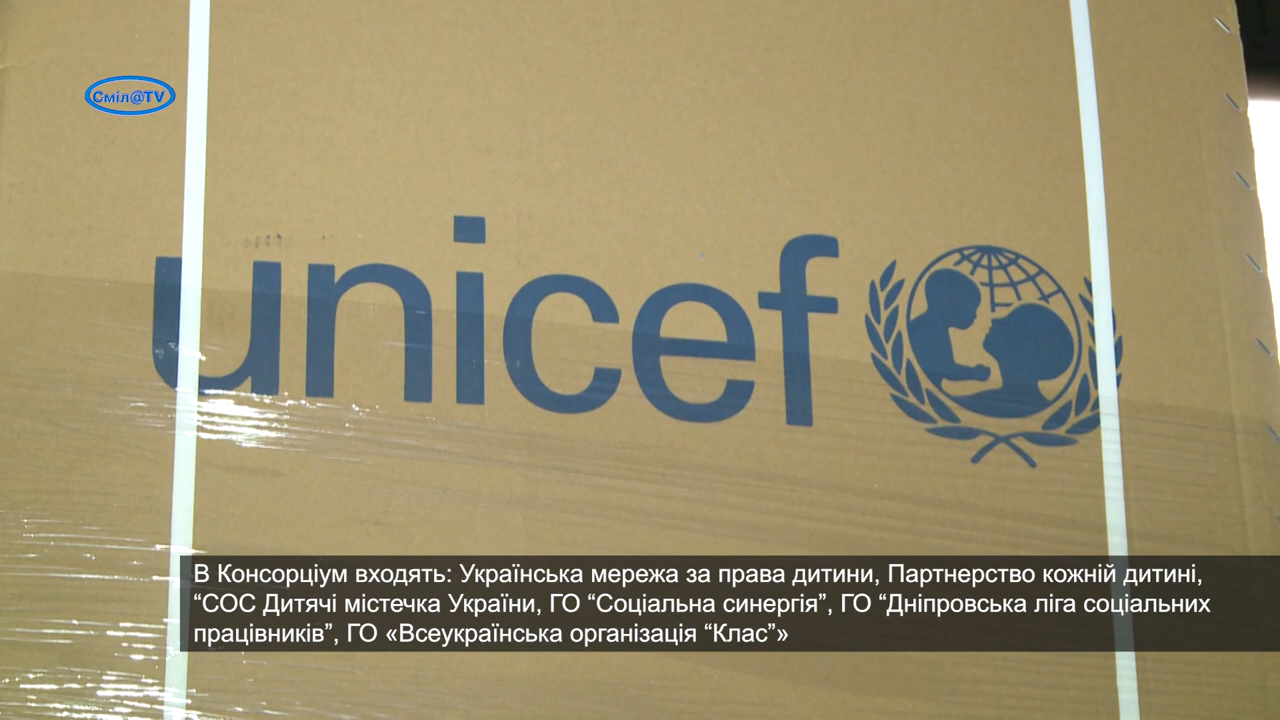 Сміл@TV
unicef
В Консорціум входять: Українська мережа за права дитини, Партнерство кожній дитині,
“СОС Дитячі містечка України, ГО “Соціальна синергія”, ГО “Дніпровська ліга соціальних
працівників”, ГО «Всеукраїнська організація “Клас”»